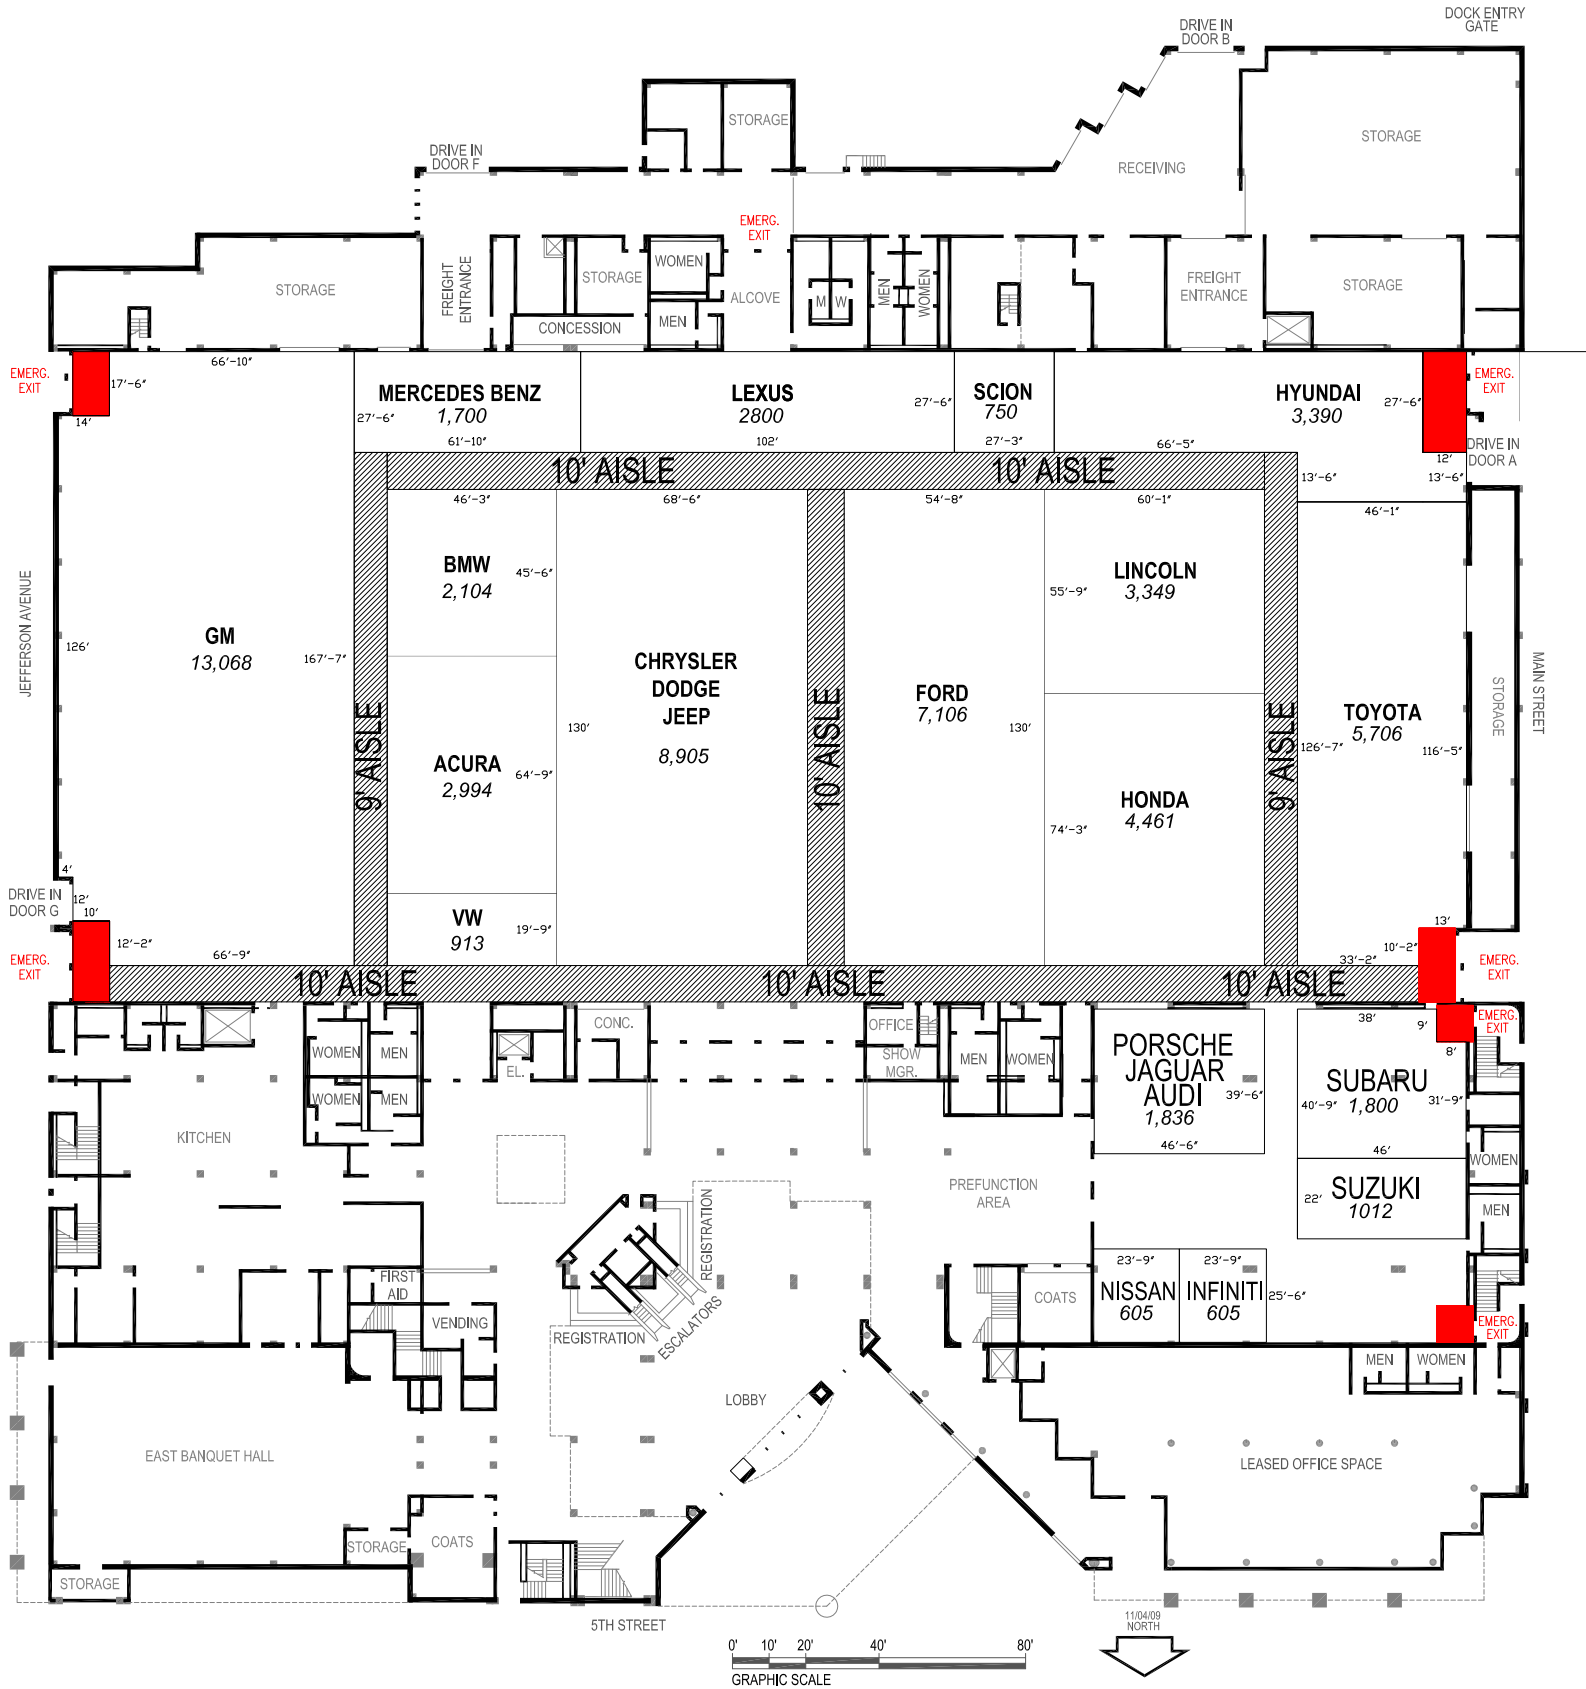 DOCK ENTRY
GATE
DRIVE IN
DOOR B
STORAGE
STORAGE
DRIVE IN
DOOR F
RECEIVING
EMERG.
EXIT
STORAGE
FREIGHT
ENTRANCE
STORAGE
WOMEN
MEN
CONCESSION
ALCOVE
M
W
MEN
WOMEN
FREIGHT
ENTRANCE
STORAGE
EMERG.
EXIT
66'-10"
17'-6"
14'
MERCEDES BENZ
1,700
27'-6"
61'-10"
LEXUS
2800
102'
27'-6"
SCION
750
27'-3"
HYUNDAI
3,390
27'-6"
66'-5"
12'
13'-6"
13'-6"
EMERG.
EXIT
DRIVE IN
DOOR A
10' AISLE
10' AISLE
JEFFERSON AVENUE
126'
GM
13,068
167'-7"
9' AISLE
46'-3"
BMW
2,104
45'-6"
ACURA
2,994
64'-9"
VW
913
19'-9"
68'-6"
CHRYSLER
DODGE
JEEP
8,905
130'
10' AISLE
54'-8"
FORD
7,106
130'
60'-1"
LINCOLN
3,349
55'-9"
HONDA
4,461
74'-3"
9' AISLE
46'-1"
TOYOTA
5,706
126'-7"
116'-5"
STORAGE
MAIN STREET
4'
DRIVE IN
DOOR G
12'
10'
12'-2"
66'-9"
EMERG.
EXIT
13'
10'-2"
33'-2"
EMERG.
EXIT
10' AISLE
10' AISLE
10' AISLE
WOMEN
MEN
WOMEN
MEN
CONC.
EL.
OFFICE
SHOW
MGR.
MEN
WOMEN
PORSCHE
JAGUAR
AUDI
1,836
39'-6"
46'-6"
38'
9'
8'
EMERG.
EXIT
SUBARU
1,800
40'-9"
31'-9"
46'
SUZUKI
1012
22'
WOMEN
MEN
KITCHEN
PREFUNCTION
AREA
REGISTRATION
REGISTRATION
ESCALATORS
FIRST
AID
VENDING
COATS
23'-9"
NISSAN
605
23'-9"
INFINITI
605
25'-6"
EMERG.
EXIT
MEN
WOMEN
LOBBY
EAST BANQUET HALL
LEASED OFFICE SPACE
STORAGE
COATS
STORAGE
5TH STREET
11/04/09
NORTH
0'
10'
20'
40'
80'
GRAPHIC SCALE